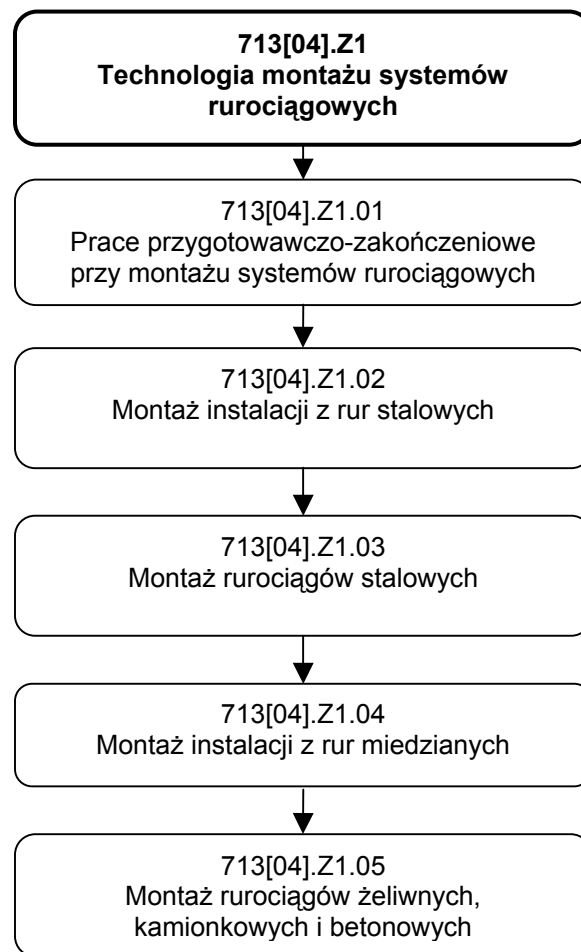 713[04].Z1
Technologia montażu systemów
rurociągowych
713[04].Z1.01
Prace przygotowawczo-zakończeniowe
przy montażu systemów rurociągowych
713[04].Z1.02
Montaż instalacji z rur stalowych
713[04].Z1.03
Montaż rurociągów stalowych
713[04].Z1.04
Montaż instalacji z rur miedzianych
713[04].Z1.05
Montaż rurociągów żeliwnych,
kamionkowych i betonowych